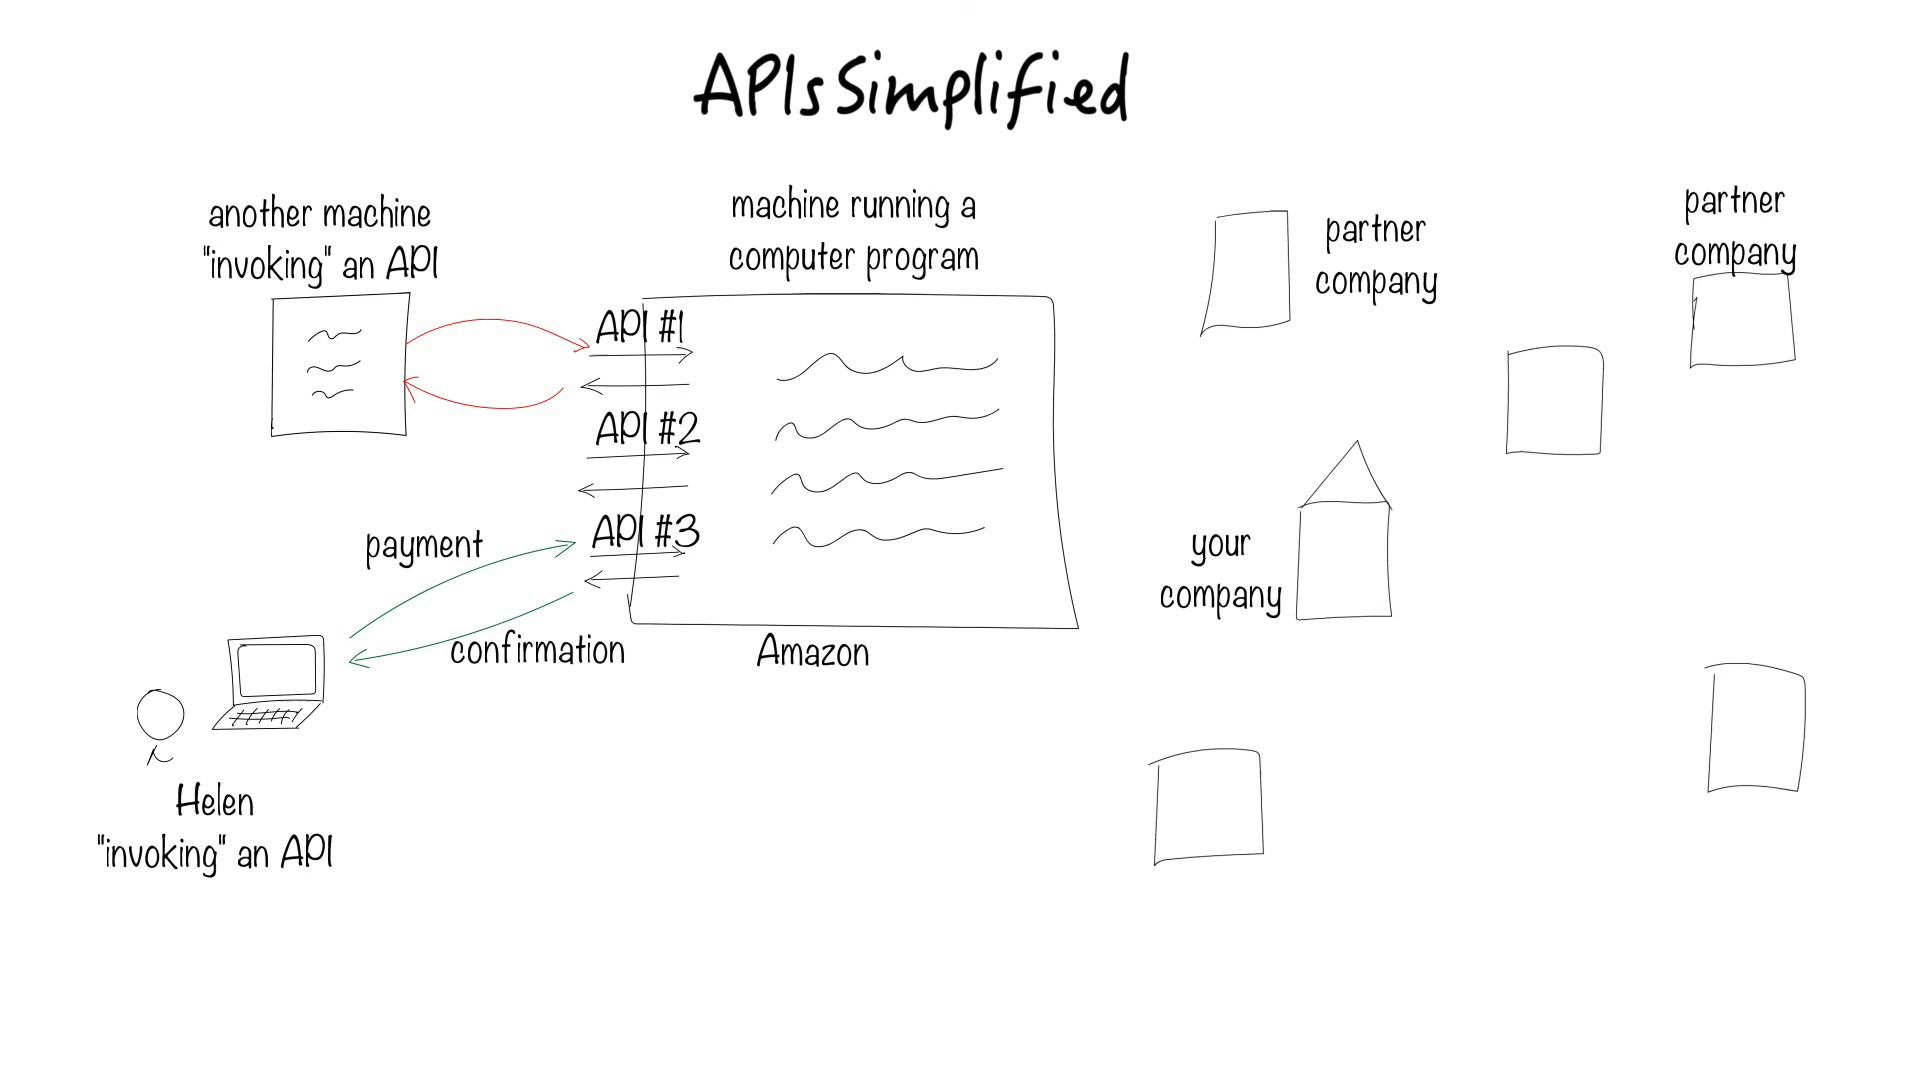 APIs Simplified
another machine
"invoking" an API
machine running a
computer program
API #1
API #2
API #3
payment
confirmation
Amazon
Helen
"invoking" an API
partner
company
partner
company
your
company